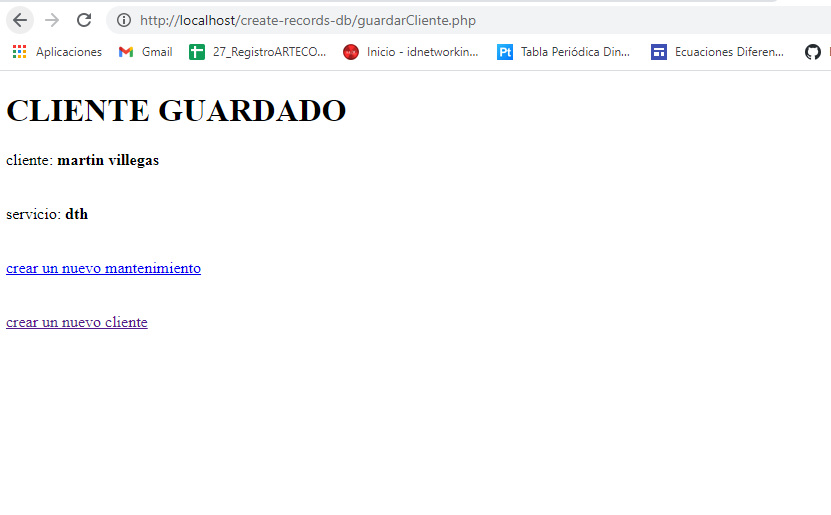 http://localhost/create-records-db/guardarCliente.php
Aplicaciones Gmail 27_RegistroARTECO... Inicio - idnetworkin... Pt Tabla Periódica Din... Ecuaciones Diferen...
CLIENTE GUARDADO
cliente: martin villegas
servicio: dth
crear un nuevo mantenimiento
crear un nuevo cliente